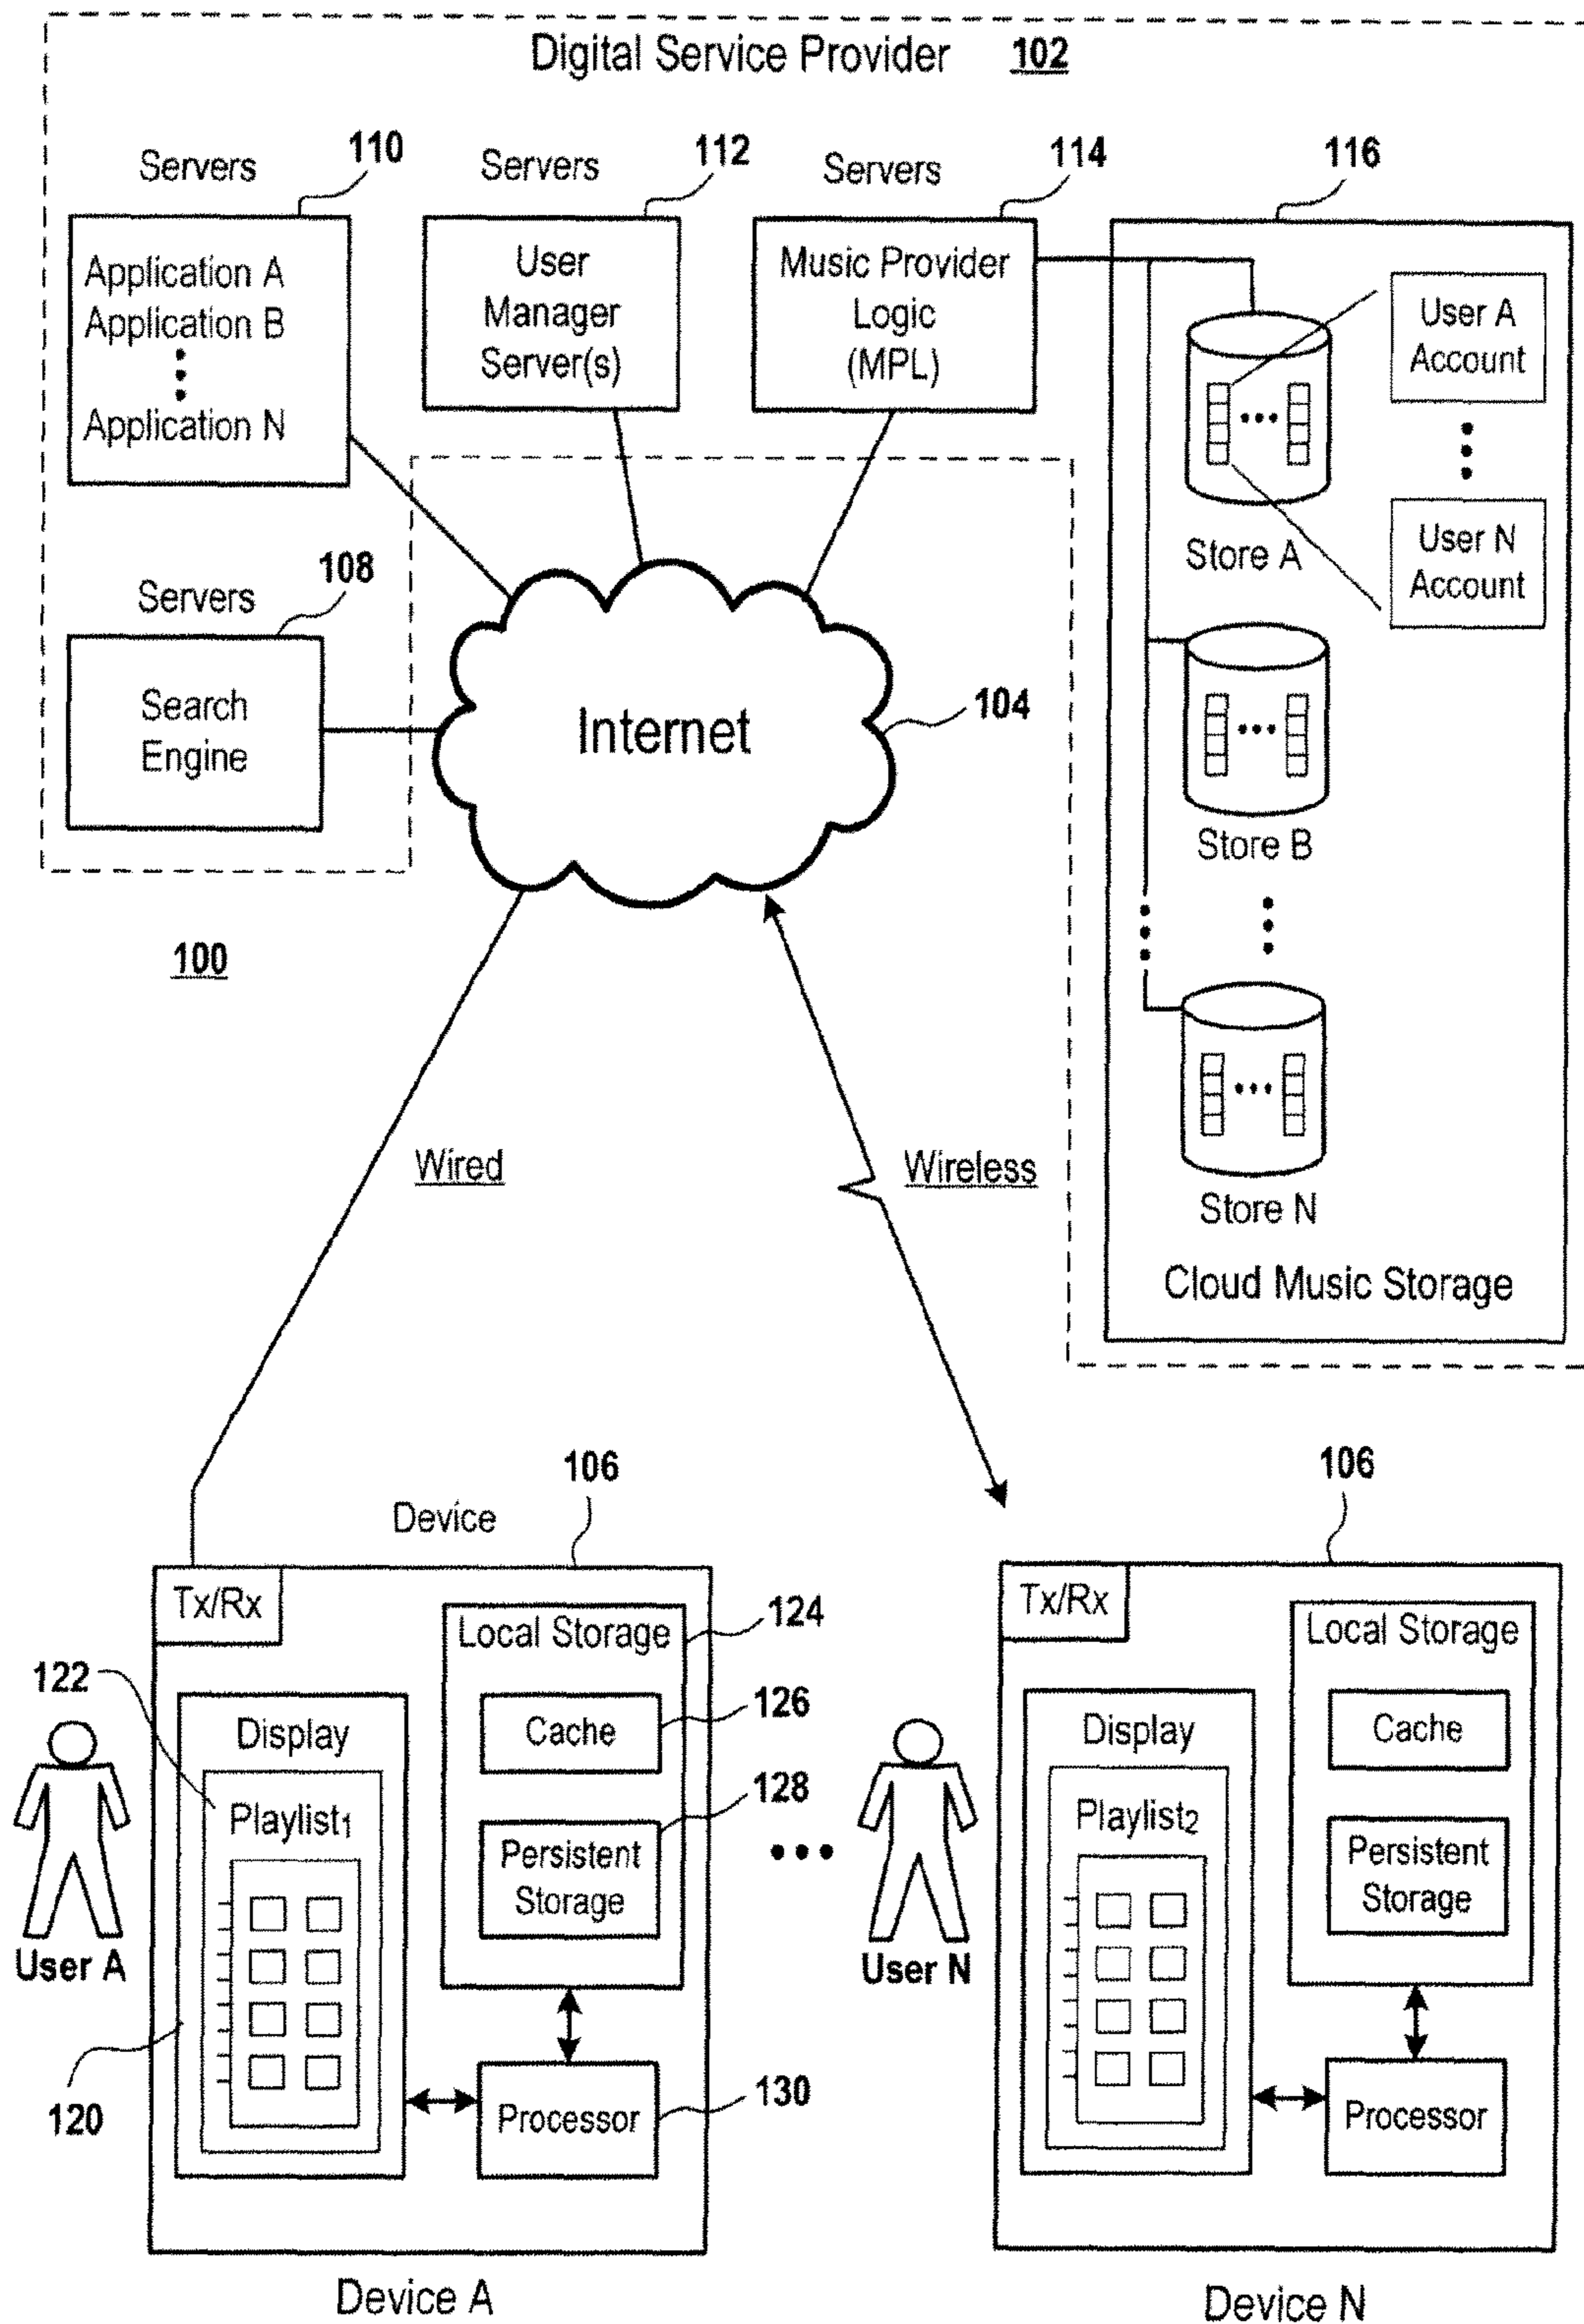 Digital Service Provider 102
Servers 110
Application A
Application B
Application N
Servers 112
User
Manager
Server(s)
Servers 114
Music Provider
Logic
(MPL)
116
User A
Account
User N
Account
Store A
Store B
Store N
Cloud Music Storage
Servers 108
Search
Engine
Internet
104
100
Wired
Wireless
Device
106
Tx/Rx
Local Storage
124
Cache
126
Persistent
Storage
128
122
Display
Playlist1
120
Processor
130
User A
Device A
106
Tx/Rx
Local Storage
Cache
Persistent
Storage
Display
Playlist2
Processor
User N
Device N